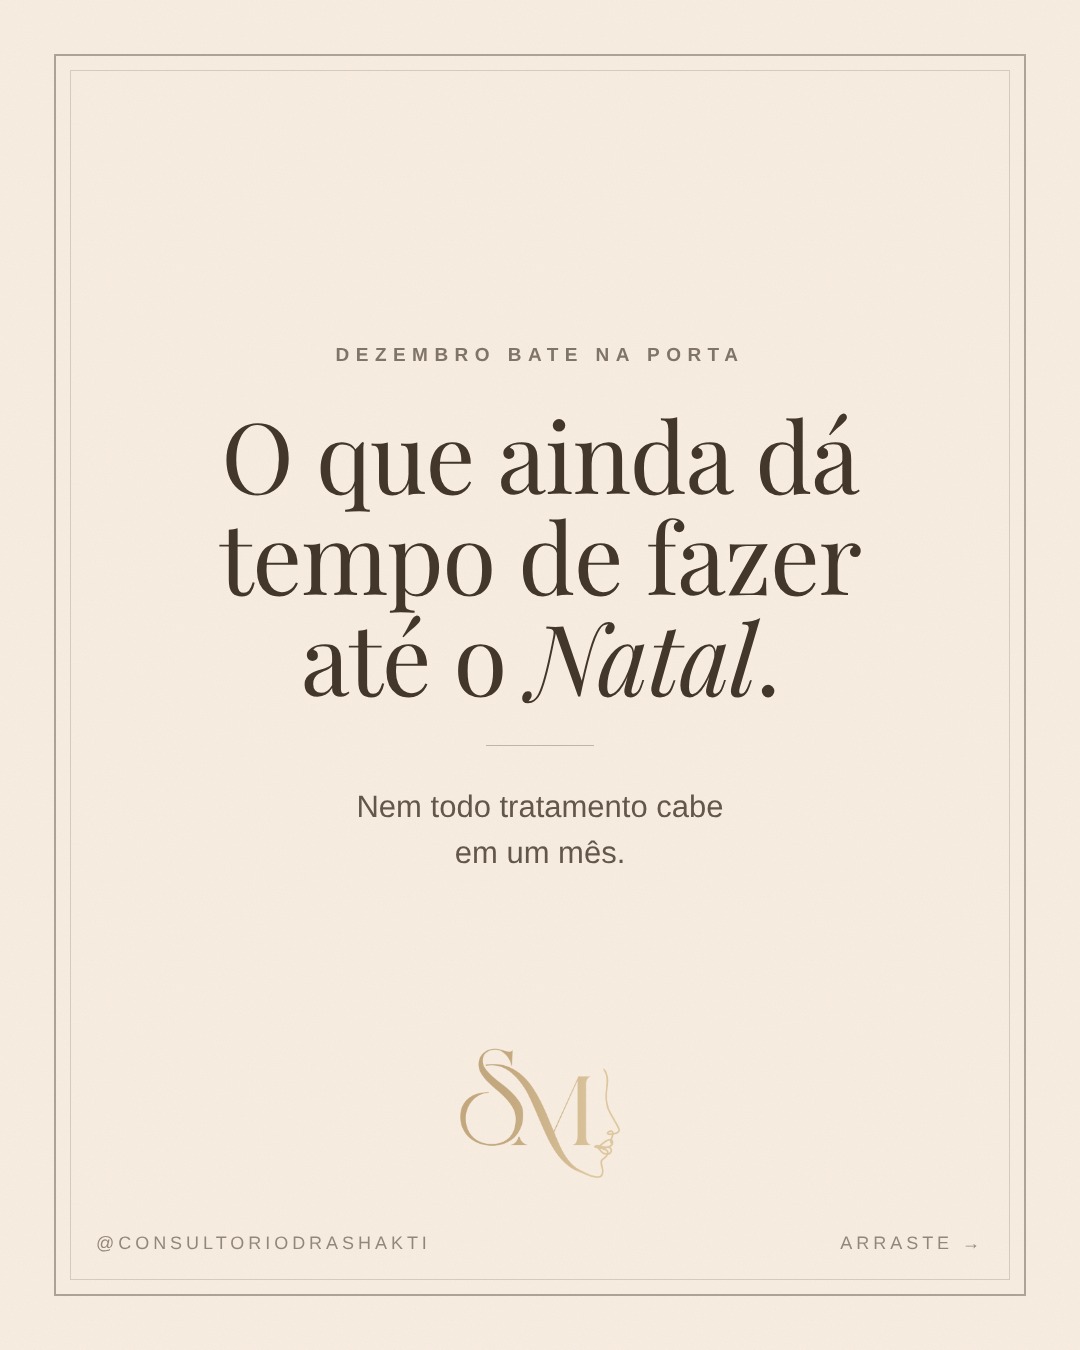 DEZEMBRO BATE NA PORTA
O que ainda dá
tempo de fazer
até o Natal.
Nem todo tratamento cabe
em um mês.
SM
@CONSULTORIODRASHAKTI
ARRASTE →